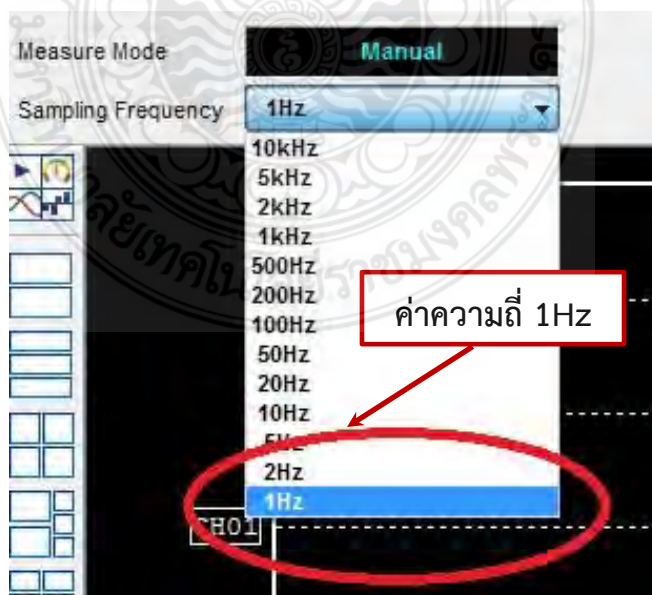 Measure Mode Manual
Sampling Frequency 1Hz
10kHz
5kHz
2kHz
1kHz
500Hz
200Hz
100Hz
50Hz
20Hz
10Hz
5Hz
2Hz
1Hz
ค่าความถี่ 1Hz
CH01